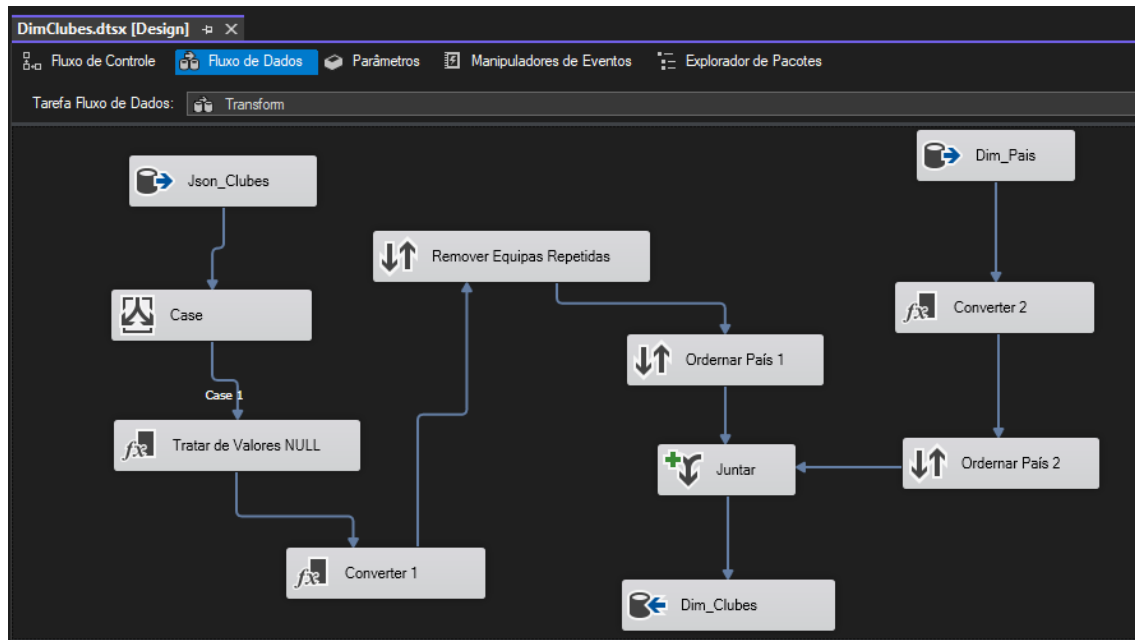 DimClubes.dtsx [Design]
Fluxo de Controle
Fluxo de Dados
Parâmetros
Manipuladores de Eventos
Explorador de Pacotes
Tarefa Fluxo de Dados:
Transform
Json_Clubes
Dim_Pais
Remover Equipas Repetidas
Case
Converter 2
Ordernar País 1
Case 1
Tratar de Valores NULL
Juntar
Ordernar País 2
Converter 1
Dim_Clubes